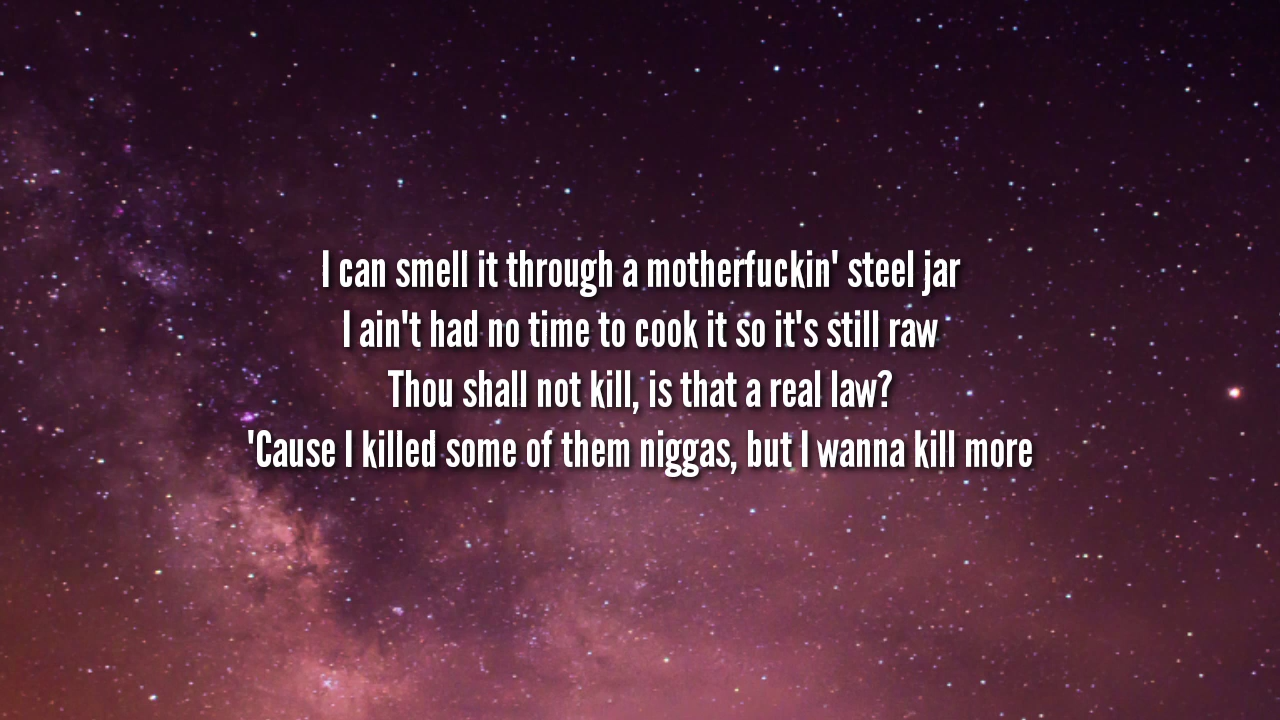 I can smell it through a motherfuckin' steel jar
I ain't had no time to cook it so it's still raw
Thou shall not kill, is that a real law?
'Cause I killed some of them niggas, but I wanna kill more